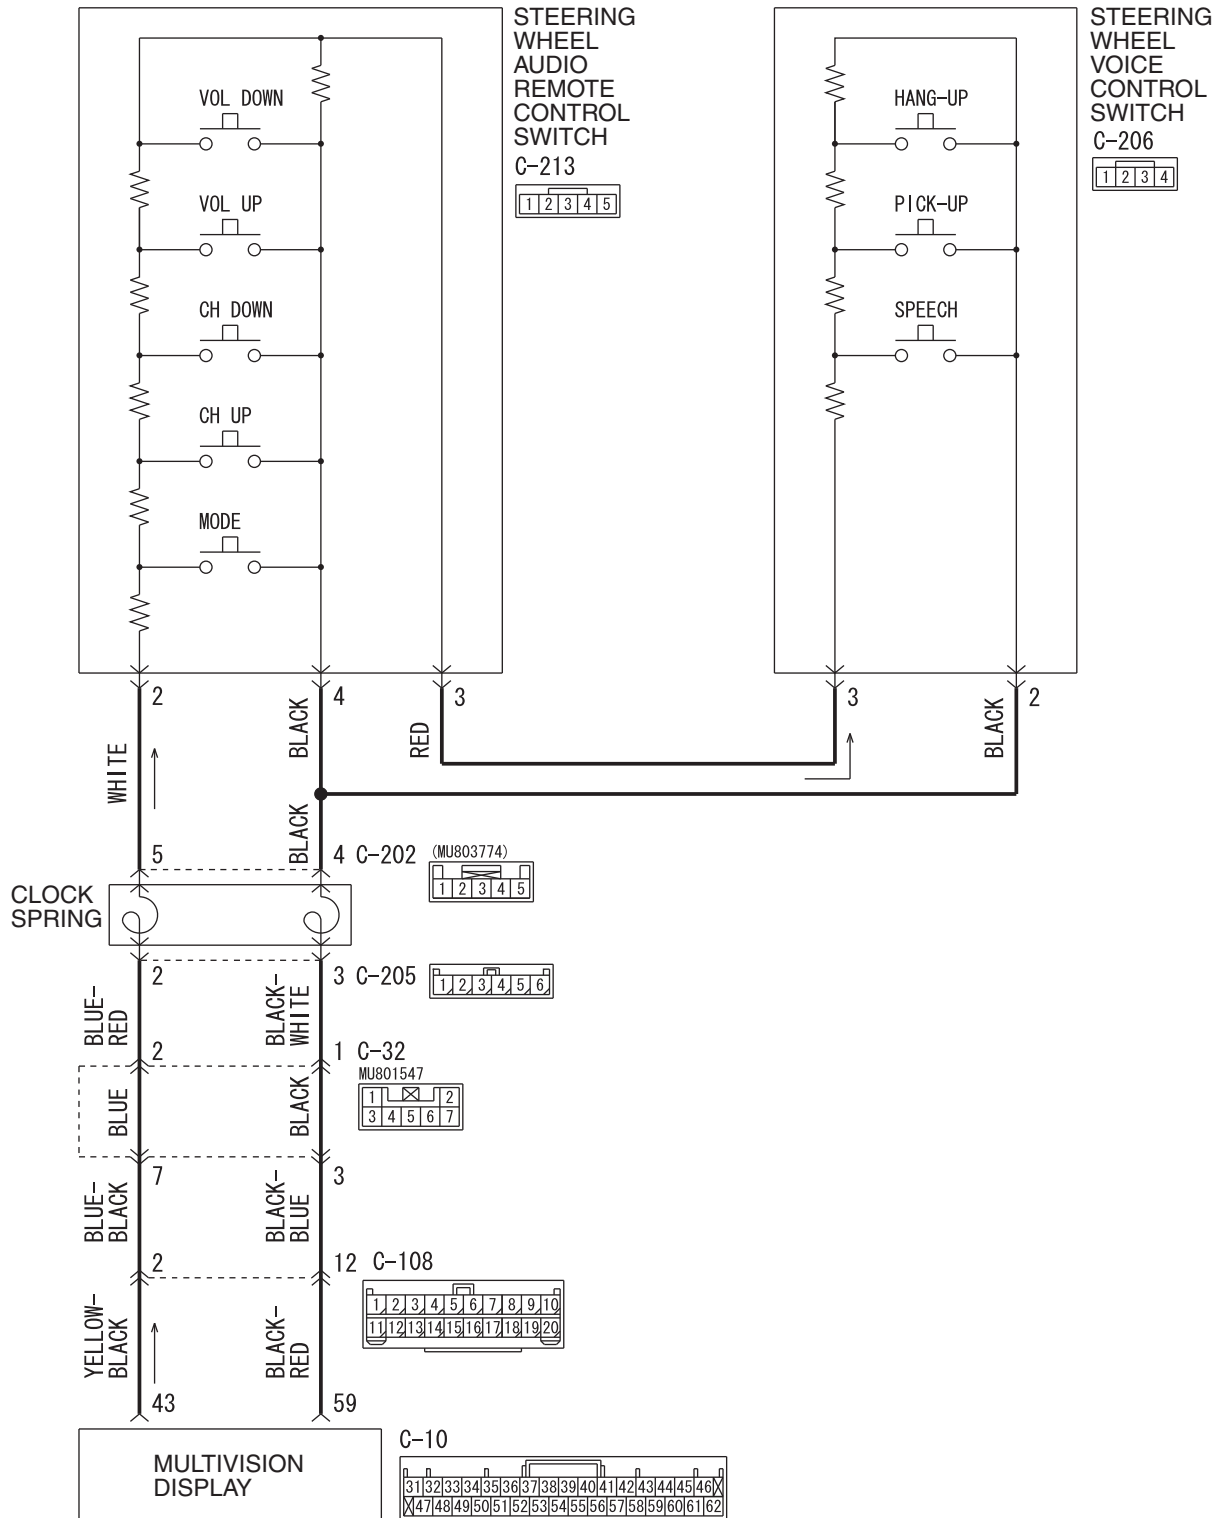 STEERING
WHEEL
AUDIO
REMOTE
CONTROL
SWITCH
C-213
1 2 3 4 5
VOL DOWN
VOL UP
CH DOWN
CH UP
MODE
STEERING
WHEEL
VOICE
CONTROL
SWITCH
C-206
1 2 3 4
HANG-UP
PICK-UP
SPEECH
2 4 3 3 2
WHITE
BLACK
RED
BLACK
BLACK
5 4 C-202 (MU803774)
1 2 3 4 5
CLOCK
SPRING
2 3 C-205
1 2 3 4 5 6
BLUE-
RED
BLACK-
WHITE
2 1 C-32
MU801547
1 2
3 4 5 6 7
BLUE
BLACK
7 3
BLUE-
BLACK
BLACK-
BLUE
2 12 C-108
1 2 3 4 5 6 7 8 9 10
11 12 13 14 15 16 17 18 19 20
YELLOW-
BLACK
BLACK-
RED
43 59
MULTIVISION
DISPLAY
C-10
31 32 33 34 35 36 37 38 39 40 41 42 43 44 45 46
47 48 49 50 51 52 53 54 55 56 57 58 59 60 61 62